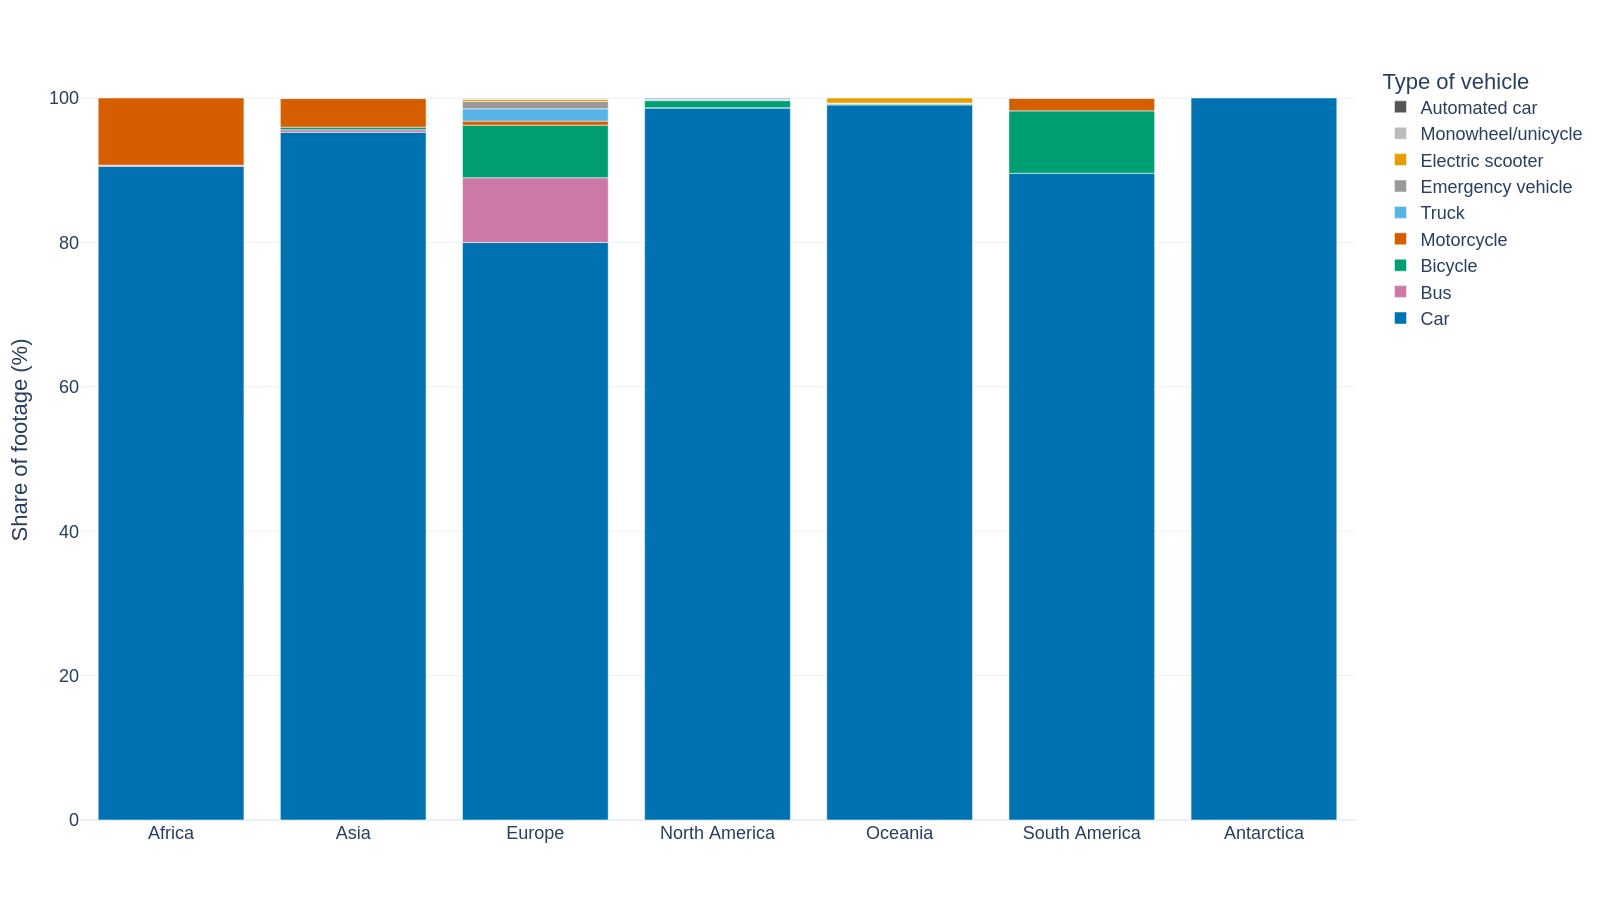 Type of vehicle
Automated car
Monowheel/unicycle
Electric scooter
Emergency vehicle
Truck
Motorcycle
Bicycle
Bus
Car
Share of footage (%)
100
80
60
40
20
0
Africa
Asia
Europe
North America
Oceania
South America
Antarctica